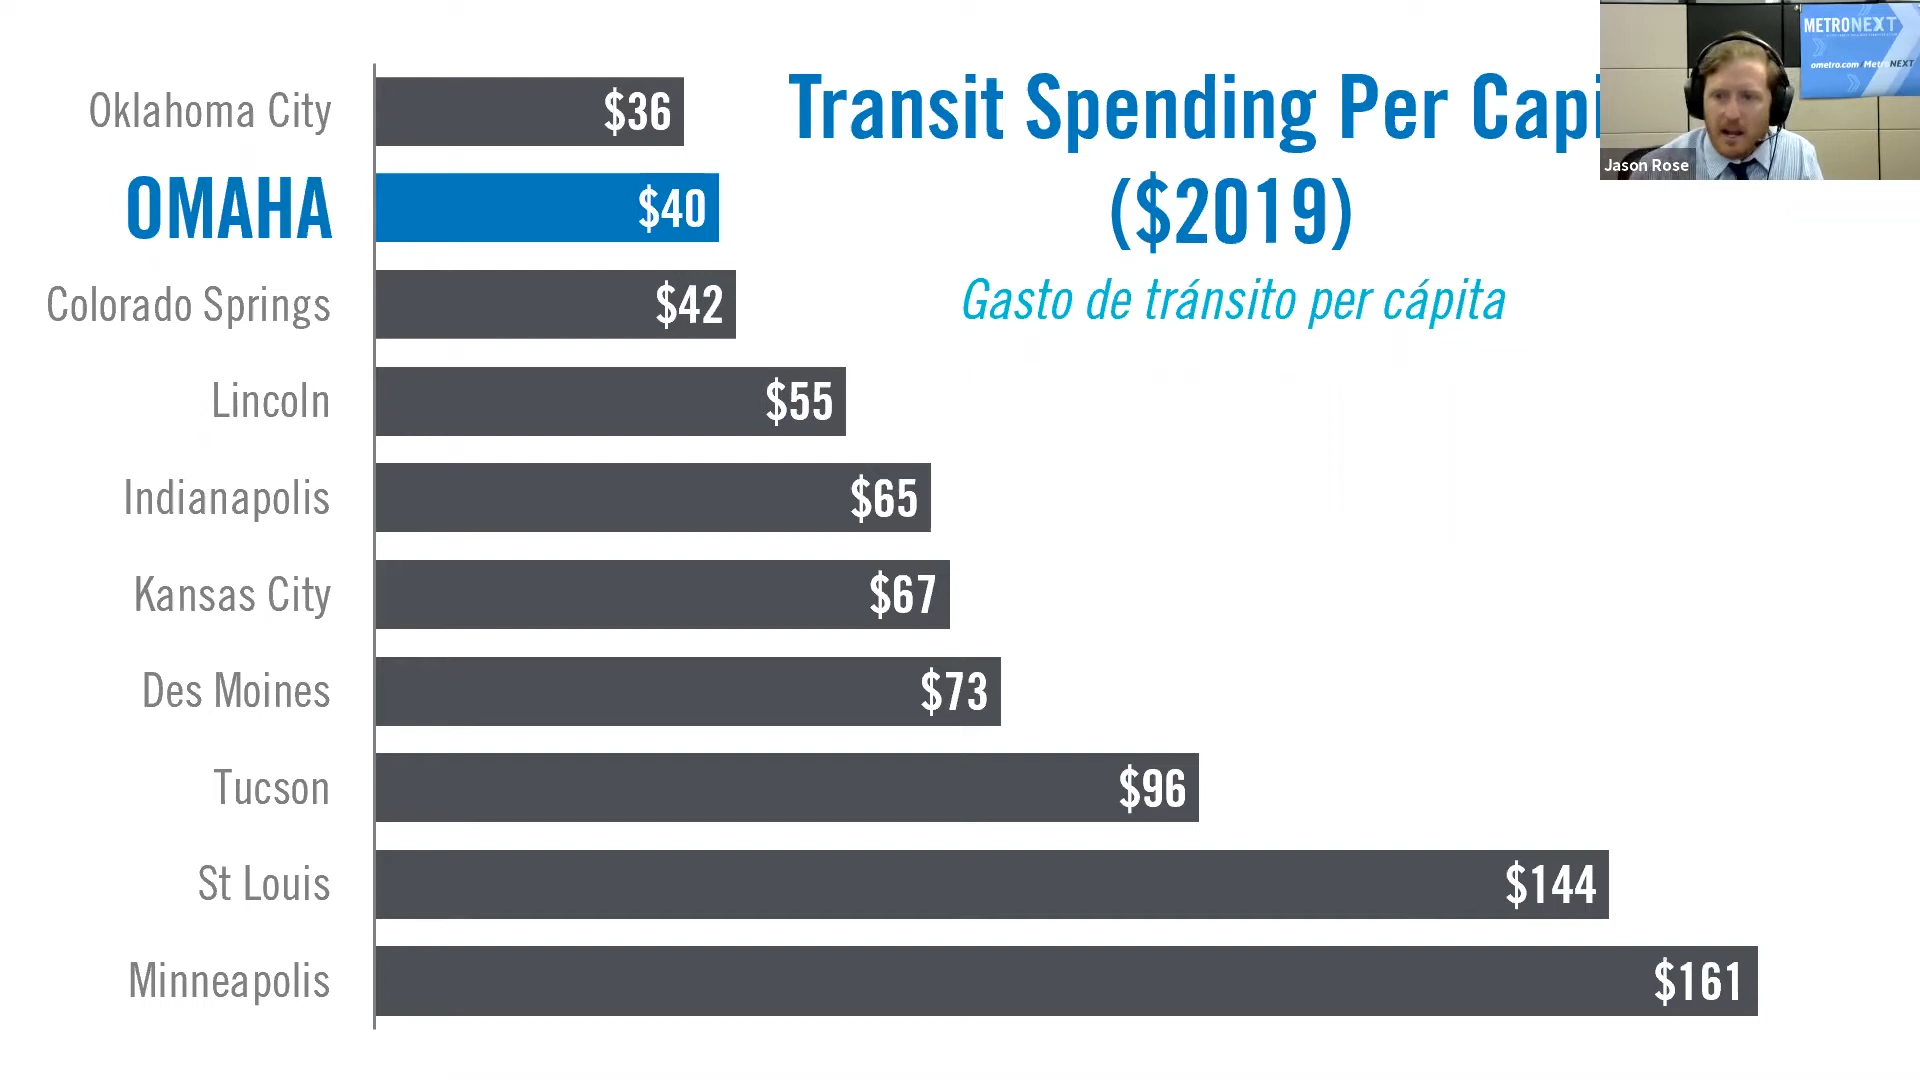 Oklahoma City
$36
OMAHA
$40
Colorado Springs
$42
Lincoln
$55
Indianapolis
$65
Kansas City
$67
Des Moines
$73
Tucson
$96
St Louis
$144
Minneapolis
$161
Transit Spending Per Capi
($2019)
Gasto de tránsito per cápita
METRONEXT
ometro.com/MetroNEXT
Jason Rose